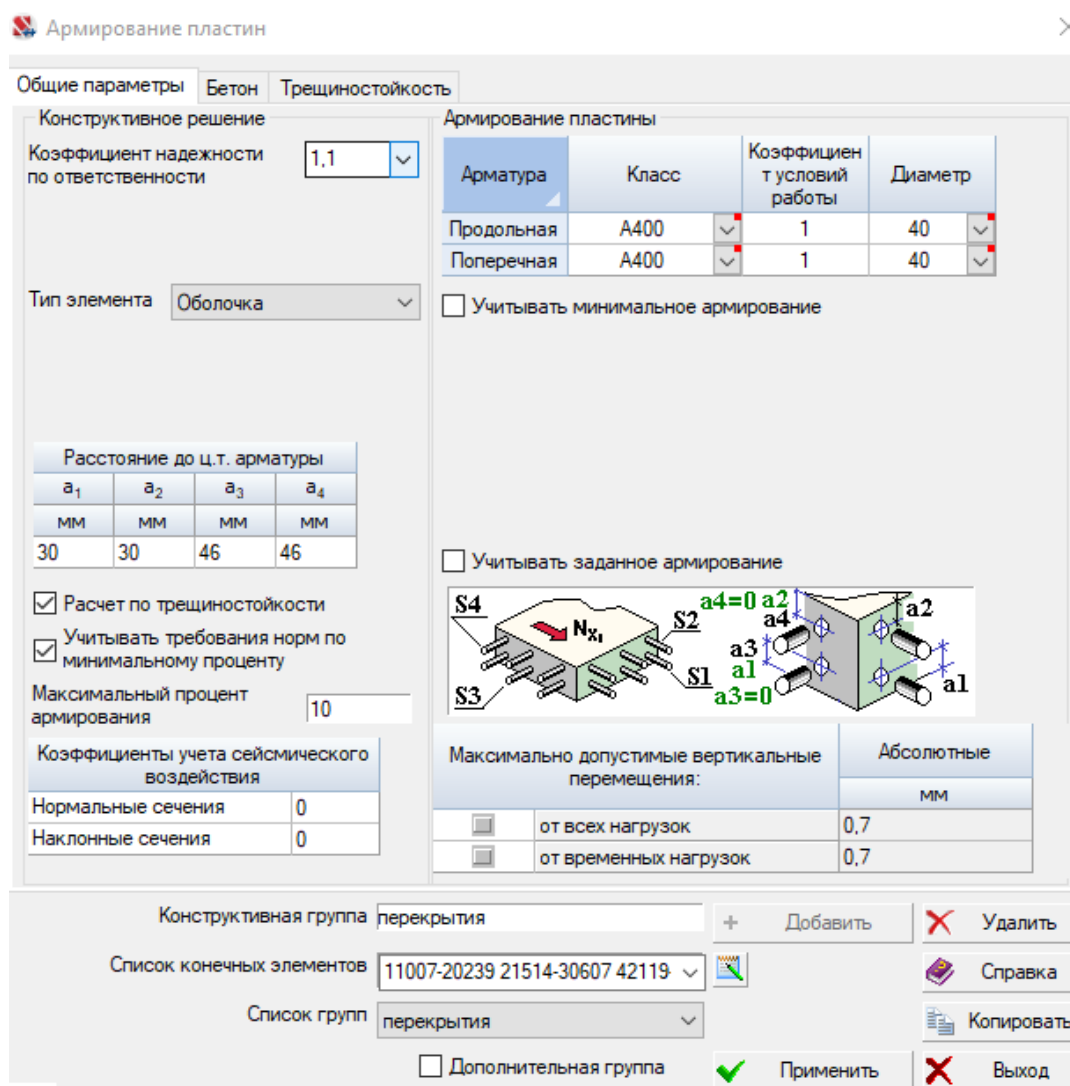 Армирование пластин
Общие параметры Бетон Трещиностойкость
Конструктивное решение
Коэффициент надежности
по ответственности
1,1
Тип элемента Оболочка
Расстояние до ц.т. арматуры
a1 a2 a3 a4
мм мм мм мм
30 30 46 46
Расчет по трещиностойкости
Учитывать требования норм по
минимальному проценту
Максимальный процент
армирования
10
Коэффициенты учета сейсмического
воздействия
Нормальные сечения 0
Наклонные сечения 0
Армирование пластины
Арматура Класс Коэффициен
т условий
работы
Диаметр
Продольная A400 1 40
Поперечная A400 1 40
Учитывать минимальное армирование
Учитывать заданное армирование
S4 NX1 S2 S3 S1
a4=0 a2 a4 a3 a1 a3=0 a2 a1
Максимально допустимые вертикальные
перемещения:
Абсолютные
мм
от всех нагрузок 0,7
от временных нагрузок 0,7
Конструктивная группа перекрытия + Добавить Удалить
Список конечных элементов 11007-20239 21514-30607 42119- Справка
Список групп перекрытия Копировать
Дополнительная группа Применить Выход